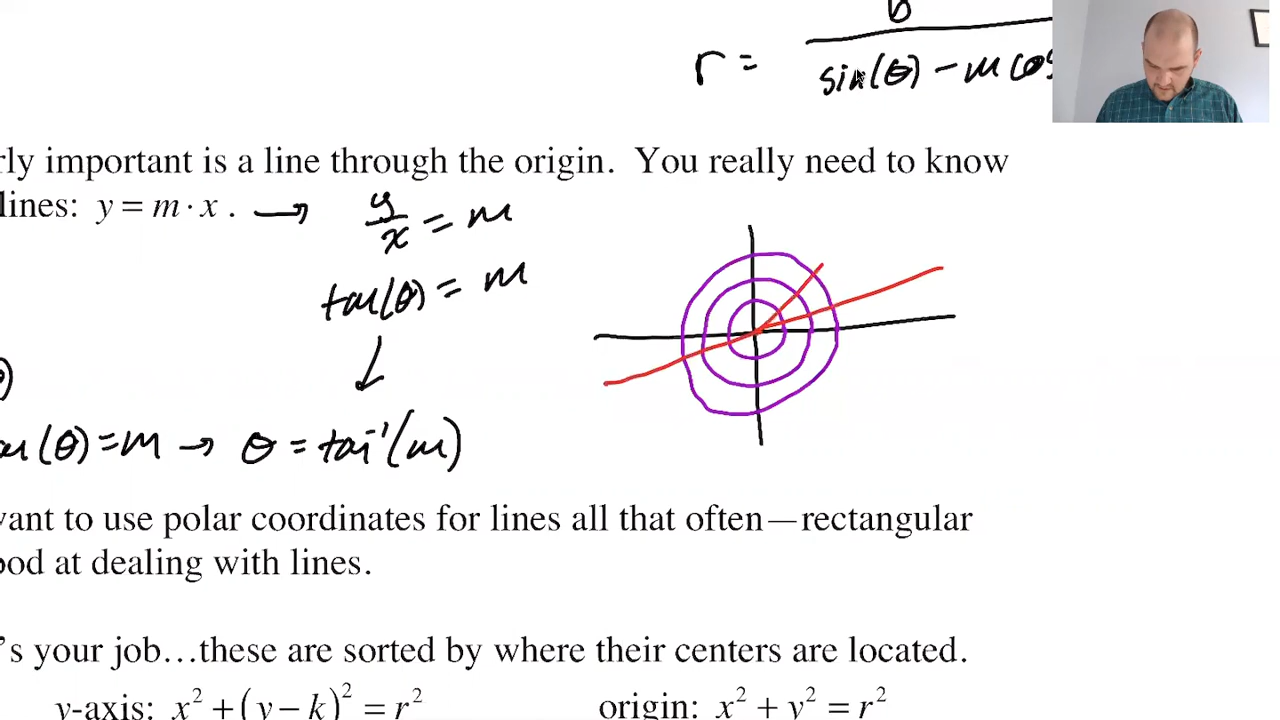 b
r = sin(θ) - m cos
rly important is a line through the origin. You really need to know
lines: y = m · x . → y/x = m
tan(θ) = m
(θ) = m → θ = tan⁻¹(m)
want to use polar coordinates for lines all that often—rectangular
ood at dealing with lines.
's your job…these are sorted by where their centers are located.
y-axis: x² + (y − k)² = r² origin: x² + y² = r²